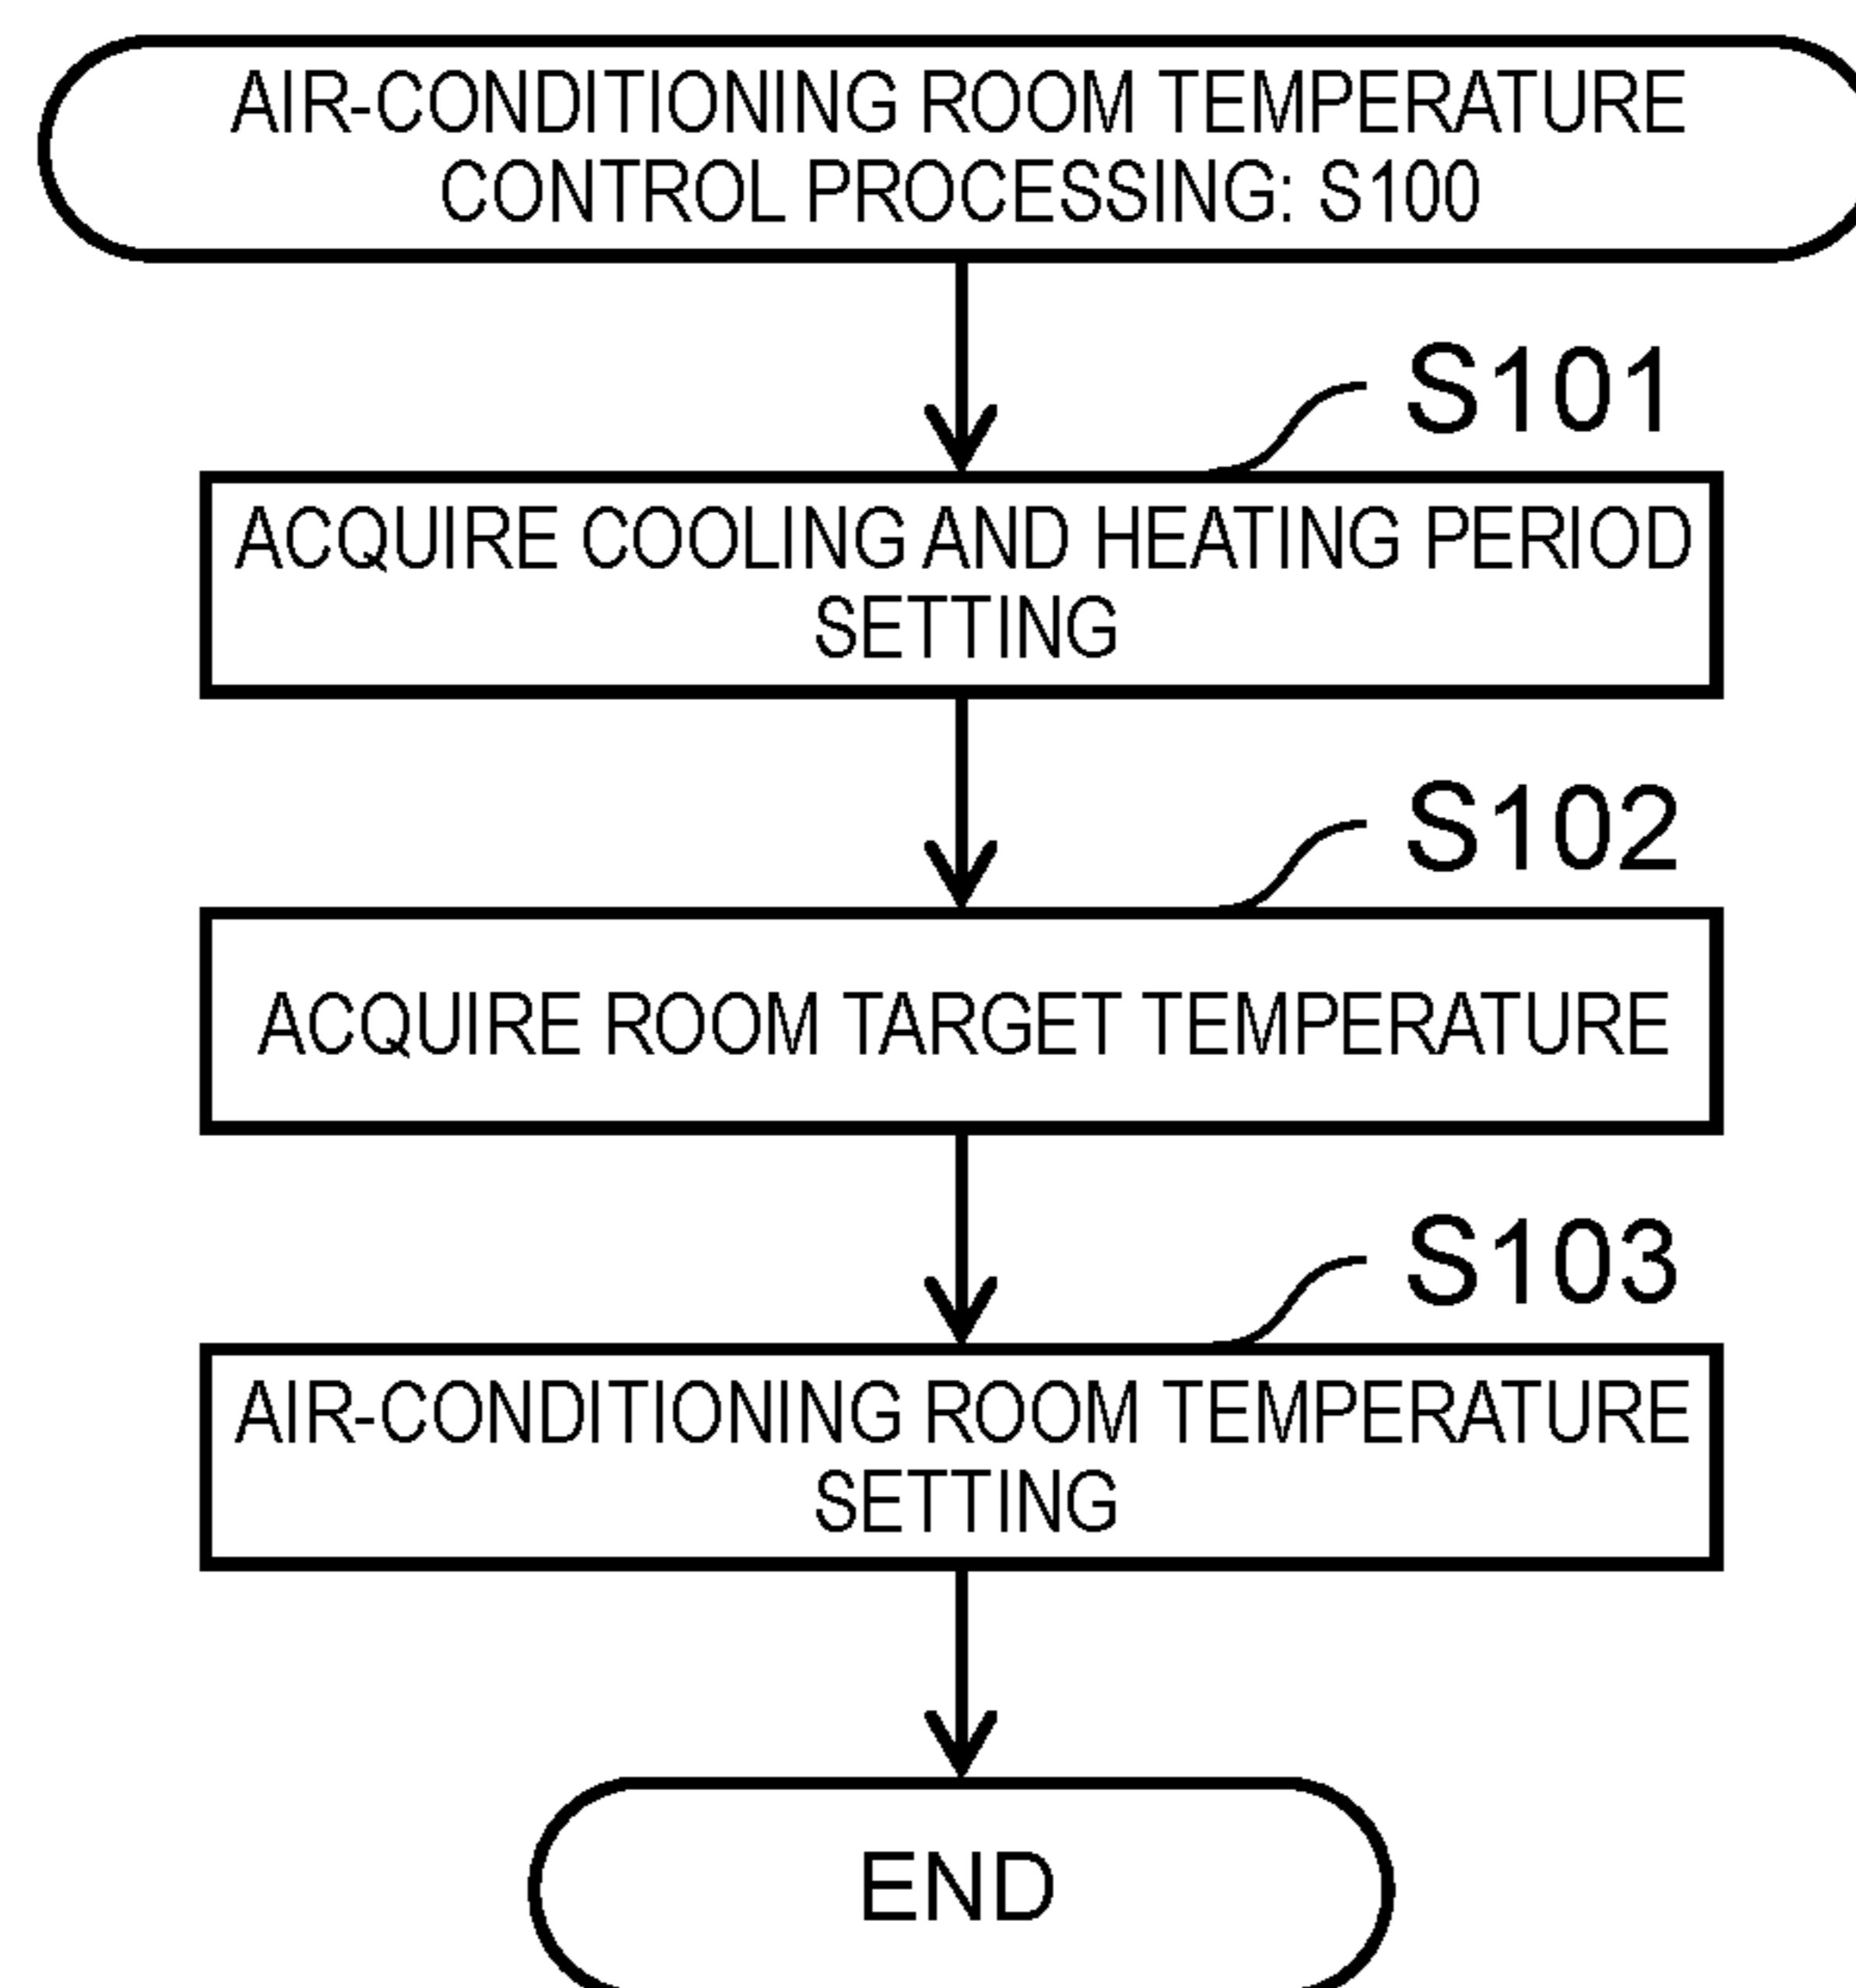 AIR-CONDITIONING ROOM TEMPERATURE
CONTROL PROCESSING: S100
S101
ACQUIRE COOLING AND HEATING PERIOD
SETTING
S102
ACQUIRE ROOM TARGET TEMPERATURE
S103
AIR-CONDITIONING ROOM TEMPERATURE
SETTING
END